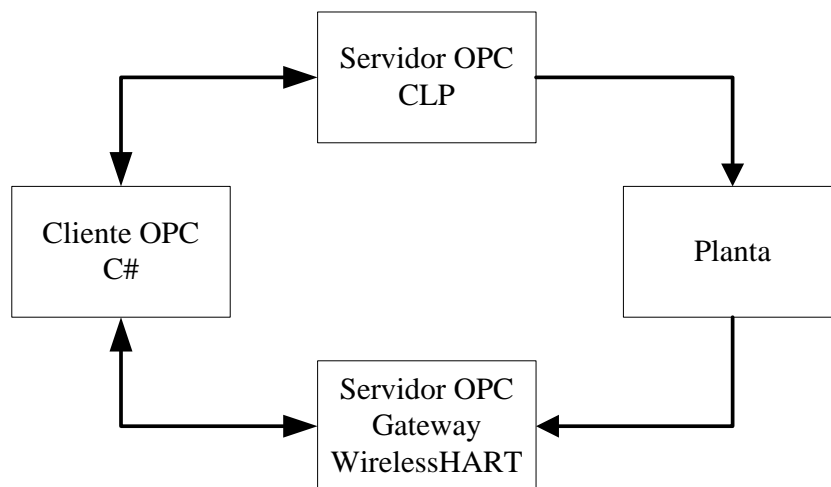 Servidor OPC
CLP
Cliente OPC
C#
Planta
Servidor OPC
Gateway
WirelessHART